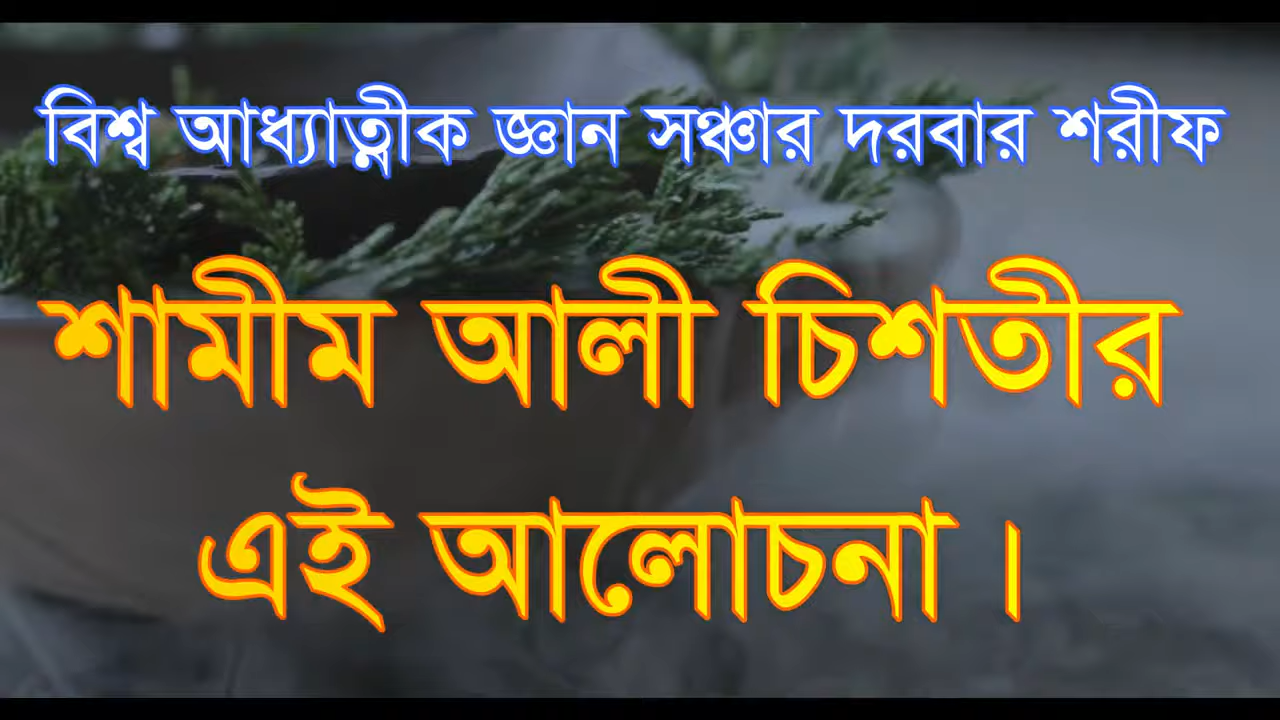 বিশ্ব আধ্যাত্নীক জ্ঞান সঞ্চার দরবার শরীফ
শামীম আলী চিশতীর
এই আলোচনা।